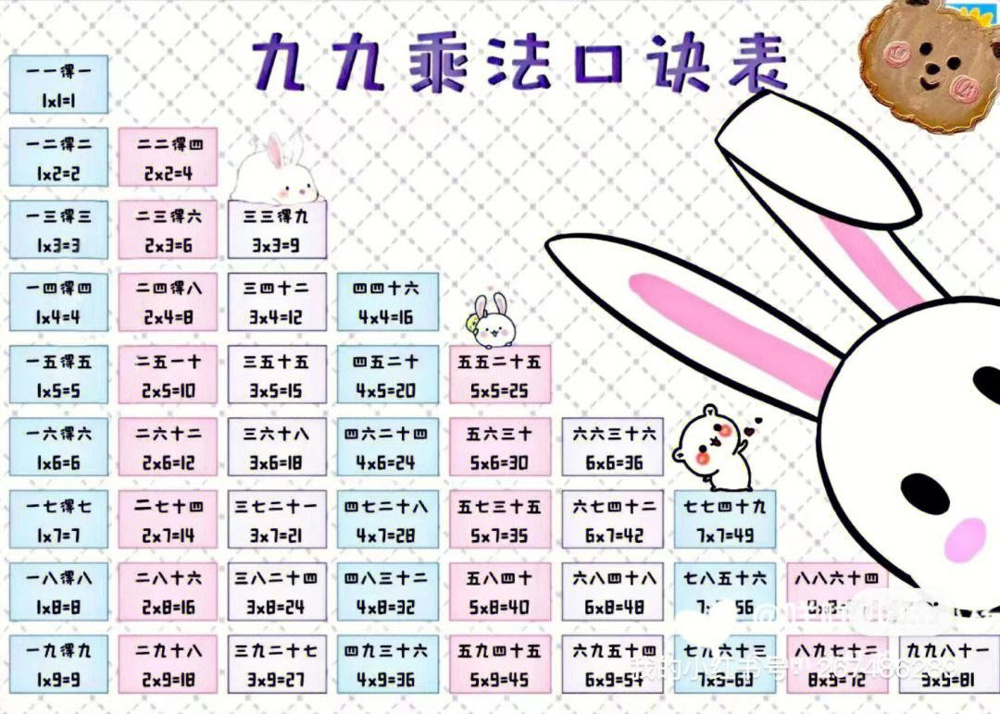 九九乘法口诀表
一一得一
1x1=1
一二得二
1x2=2
二二得四
2x2=4
一三得三
1x3=3
二三得六
2x3=6
三三得九
3x3=9
一四得四
1x4=4
二四得八
2x4=8
三四十二
3x4=12
四四十六
4x4=16
一五得五
1x5=5
二五一十
2x5=10
三五十五
3x5=15
四五二十
4x5=20
五五二十五
5x5=25
一六得六
1x6=6
二六十二
2x6=12
三六十八
3x6=18
四六二十四
4x6=24
五六三十
5x6=30
六六三十六
6x6=36
一七得七
1x7=7
二七十四
2x7=14
三七二十一
3x7=21
四七二十八
4x7=28
五七三十五
5x7=35
六七四十二
6x7=42
七七四十九
7x7=49
一八得八
1x8=8
二八十六
2x8=16
三八二十四
3x8=24
四八三十二
4x8=32
五八四十
5x8=40
六八四十八
6x8=48
七八五十六
56
八八六十四
一九得九
1x9=9
二九十八
2x9=18
三九二十七
3x9=27
四九三十六
4x9=36
五九四十五
5x9=45
六九五十四
6x9=54
七九六十三
7x9=63
八九七十二
8x9=72
九九八十一
9x9=81
我的小红书号: 267486289